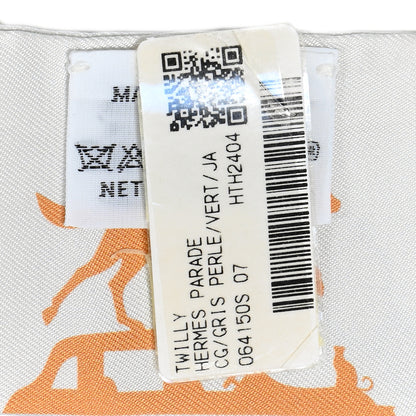 MA
NET
TWILLY
HERMES PARADE
CG/GRIS PERLE/VERT/JA
064150S 07
HTH2404